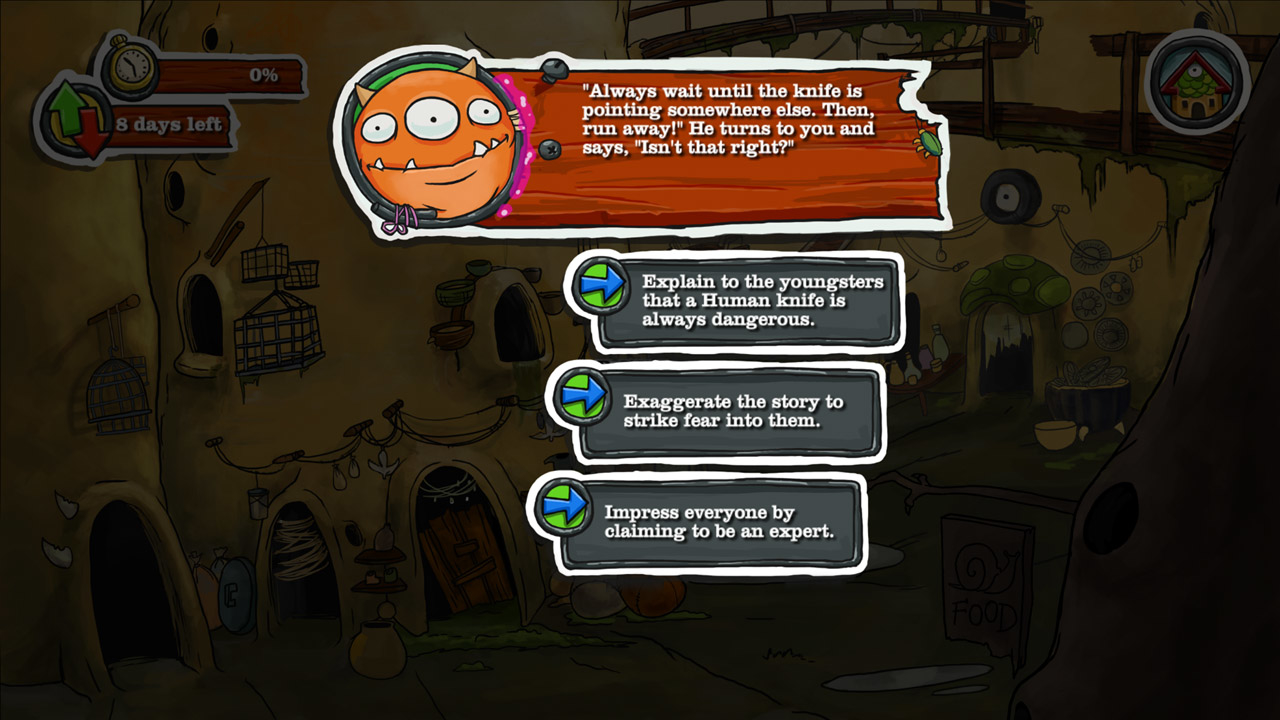 0%
8 days left
"Always wait until the knife is
pointing somewhere else. Then,
run away!" He turns to you and
says, "Isn't that right?"
Explain to the youngsters
that a Human knife is
always dangerous.
Exaggerate the story to
strike fear into them.
Impress everyone by
claiming to be an expert.
FOOD